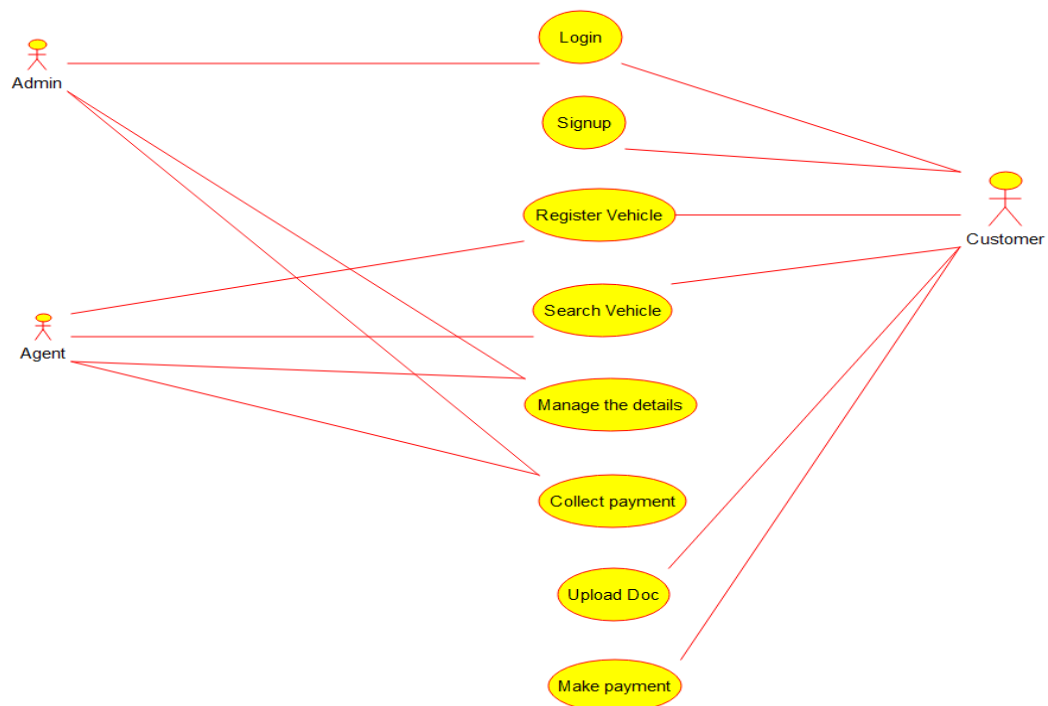 Login
Admin
Signup
Register Vehicle
Customer
Search Vehicle
Agent
Manage the details
Collect payment
Upload Doc
Make payment